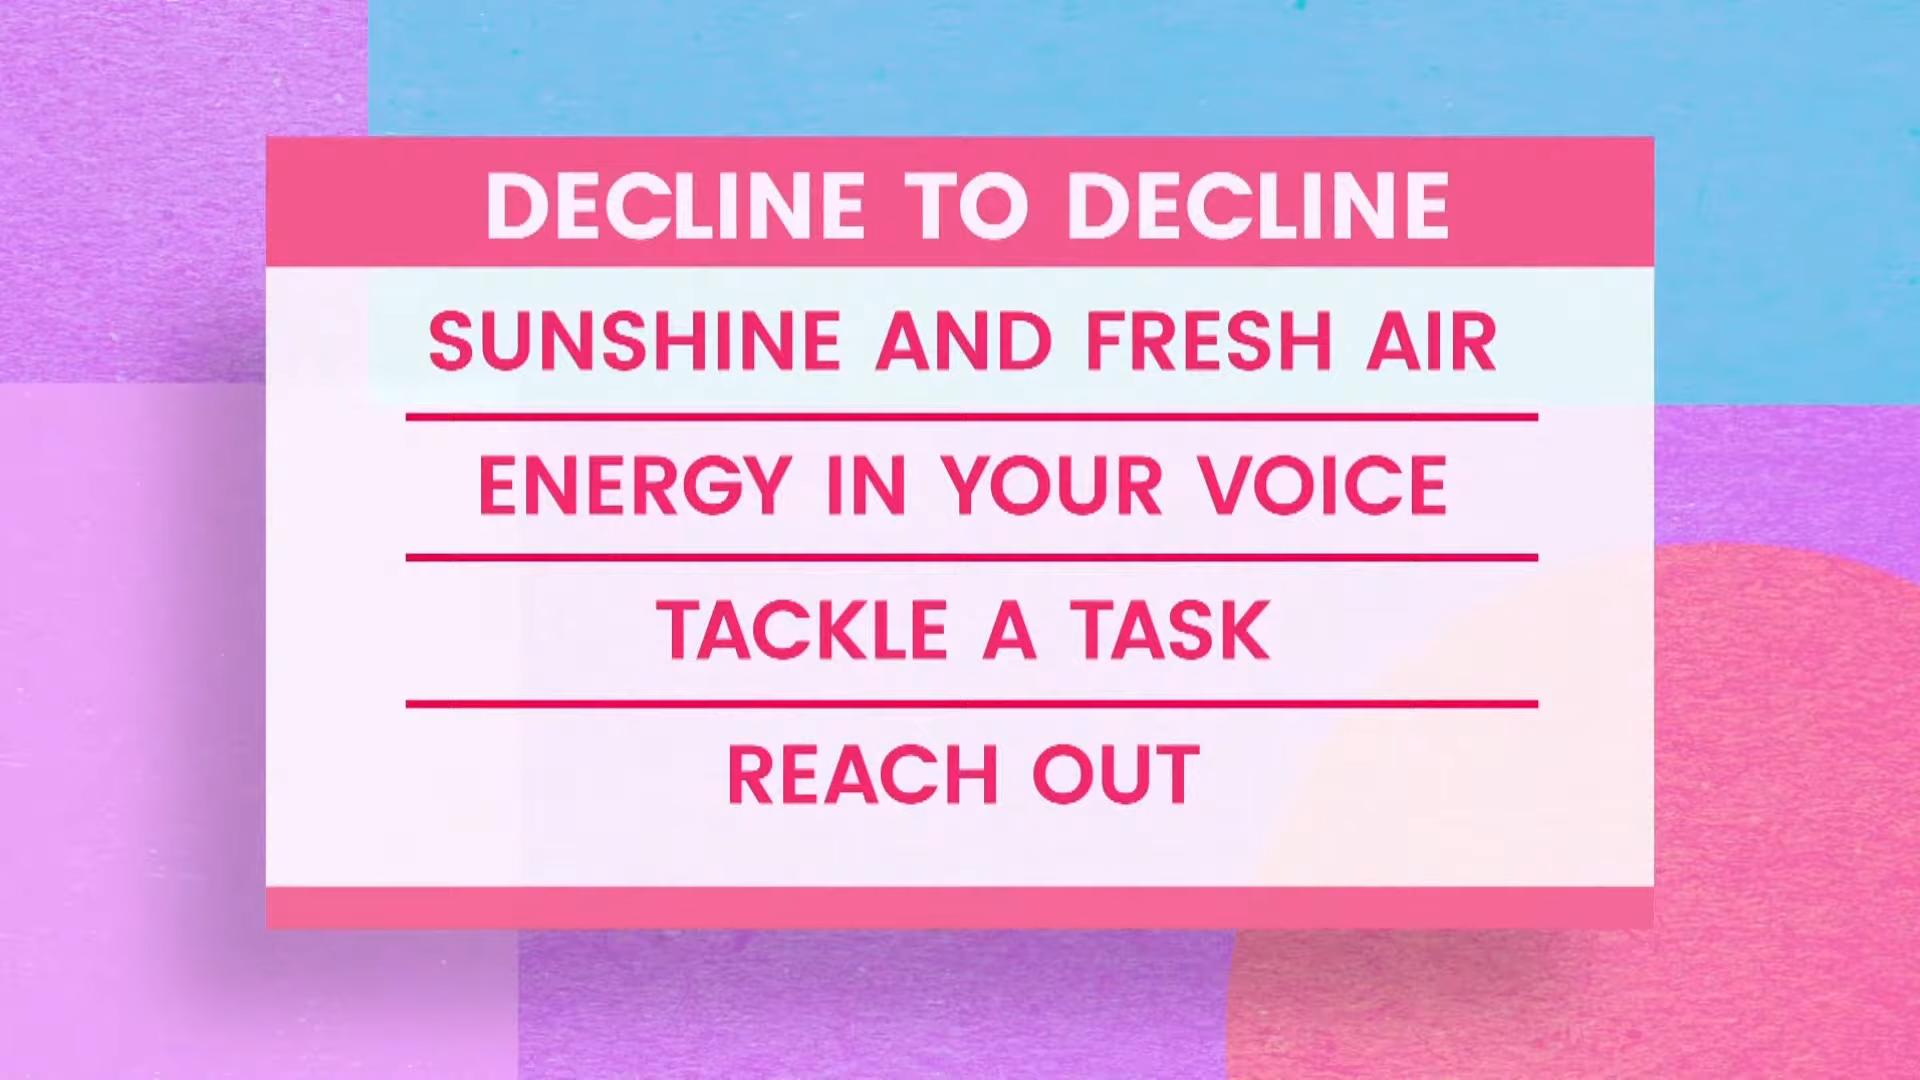 DECLINE TO DECLINE
SUNSHINE AND FRESH AIR
ENERGY IN YOUR VOICE
TACKLE A TASK
REACH OUT